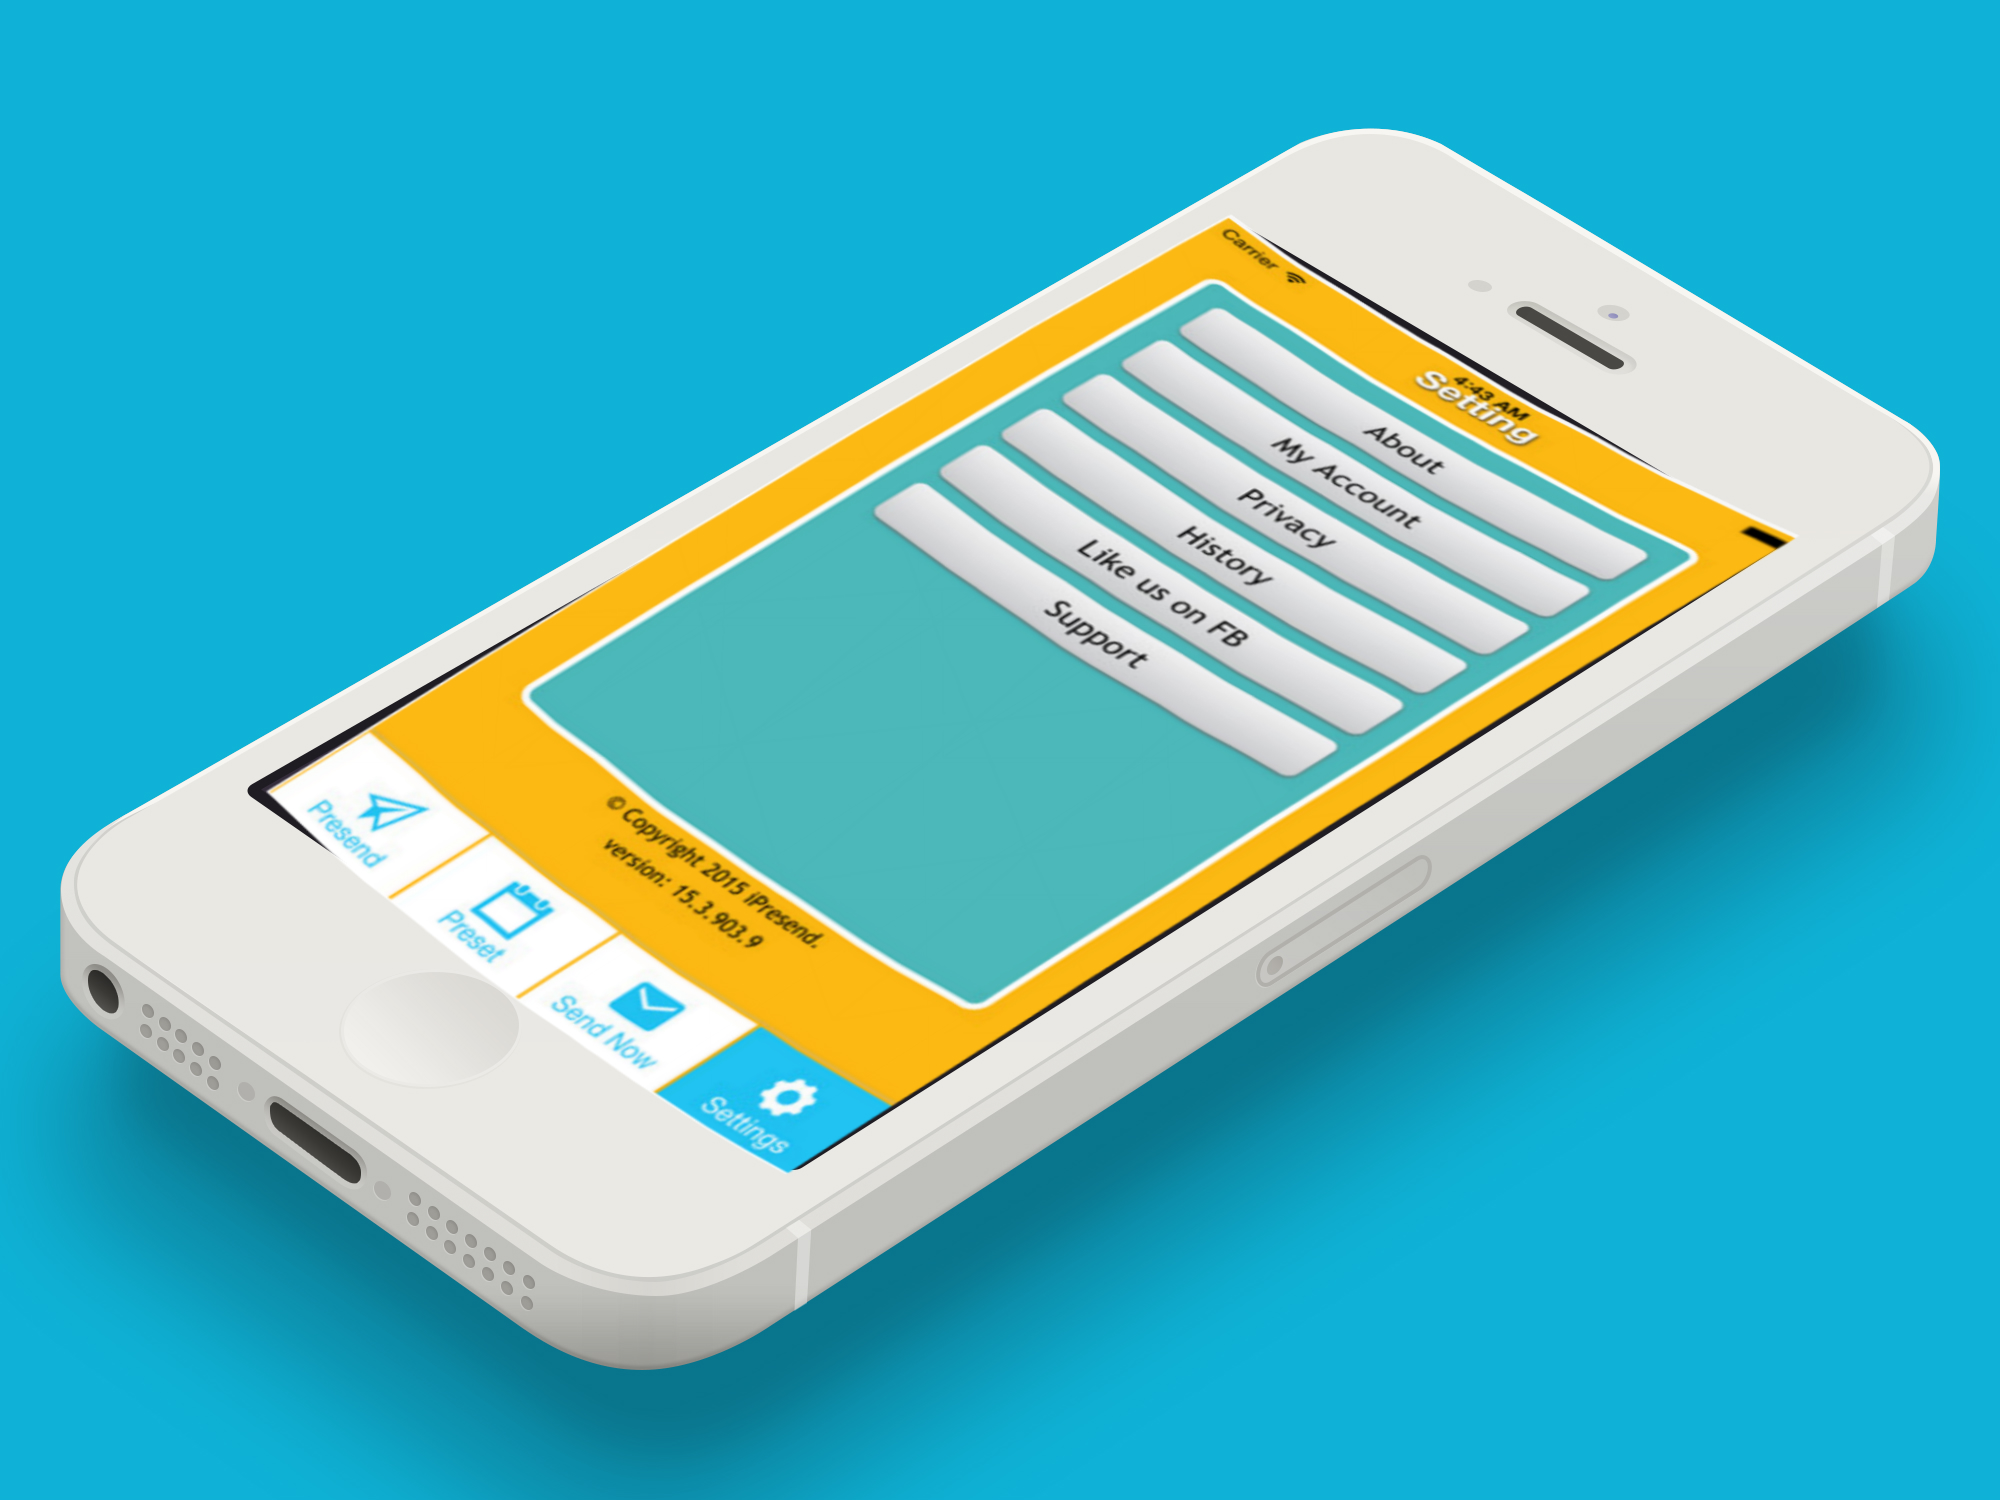 Carrier
4:43 AM
Setting
About
My Account
Privacy
History
Like us on FB
Support
© Copyright 2015 iPresend.
version: 15.3.903.9
Presend
Preset
Send Now
Settings